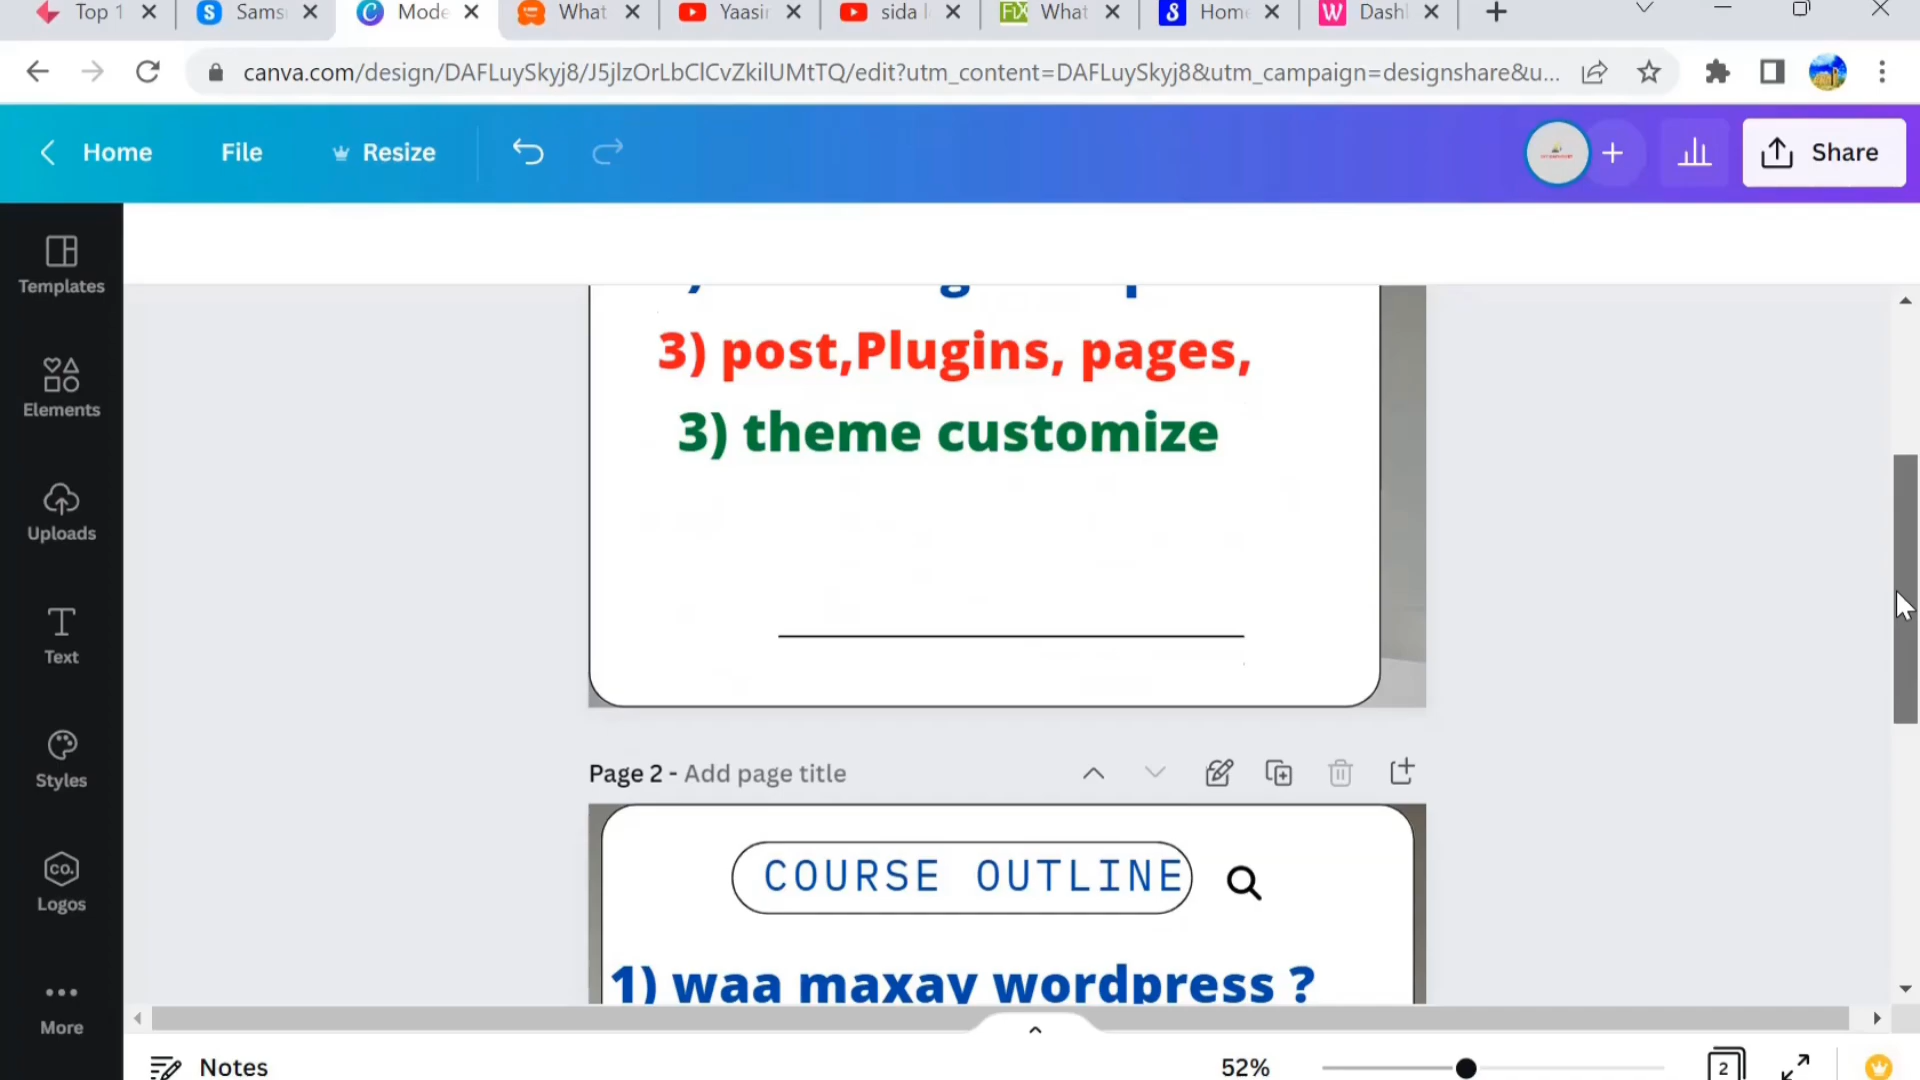 Top 1
Sams
Mode
What
Yaasi
sida
What
Home
Dash
canva.com/design/DAFLuySkyj8/J5jlzOrLbClCvZkilUMtTQ/edit?utm_content=DAFLuySkyj8&utm_campaign=designshare&u...
Home
File
Resize
Share
Templates
Elements
Uploads
Text
Styles
CO.
Logos
More
3) post,Plugins, pages,
3) theme customize
Page 2 - Add page title
COURSE OUTLINE
1) waa maxay wordpress ?
Notes
52%
2